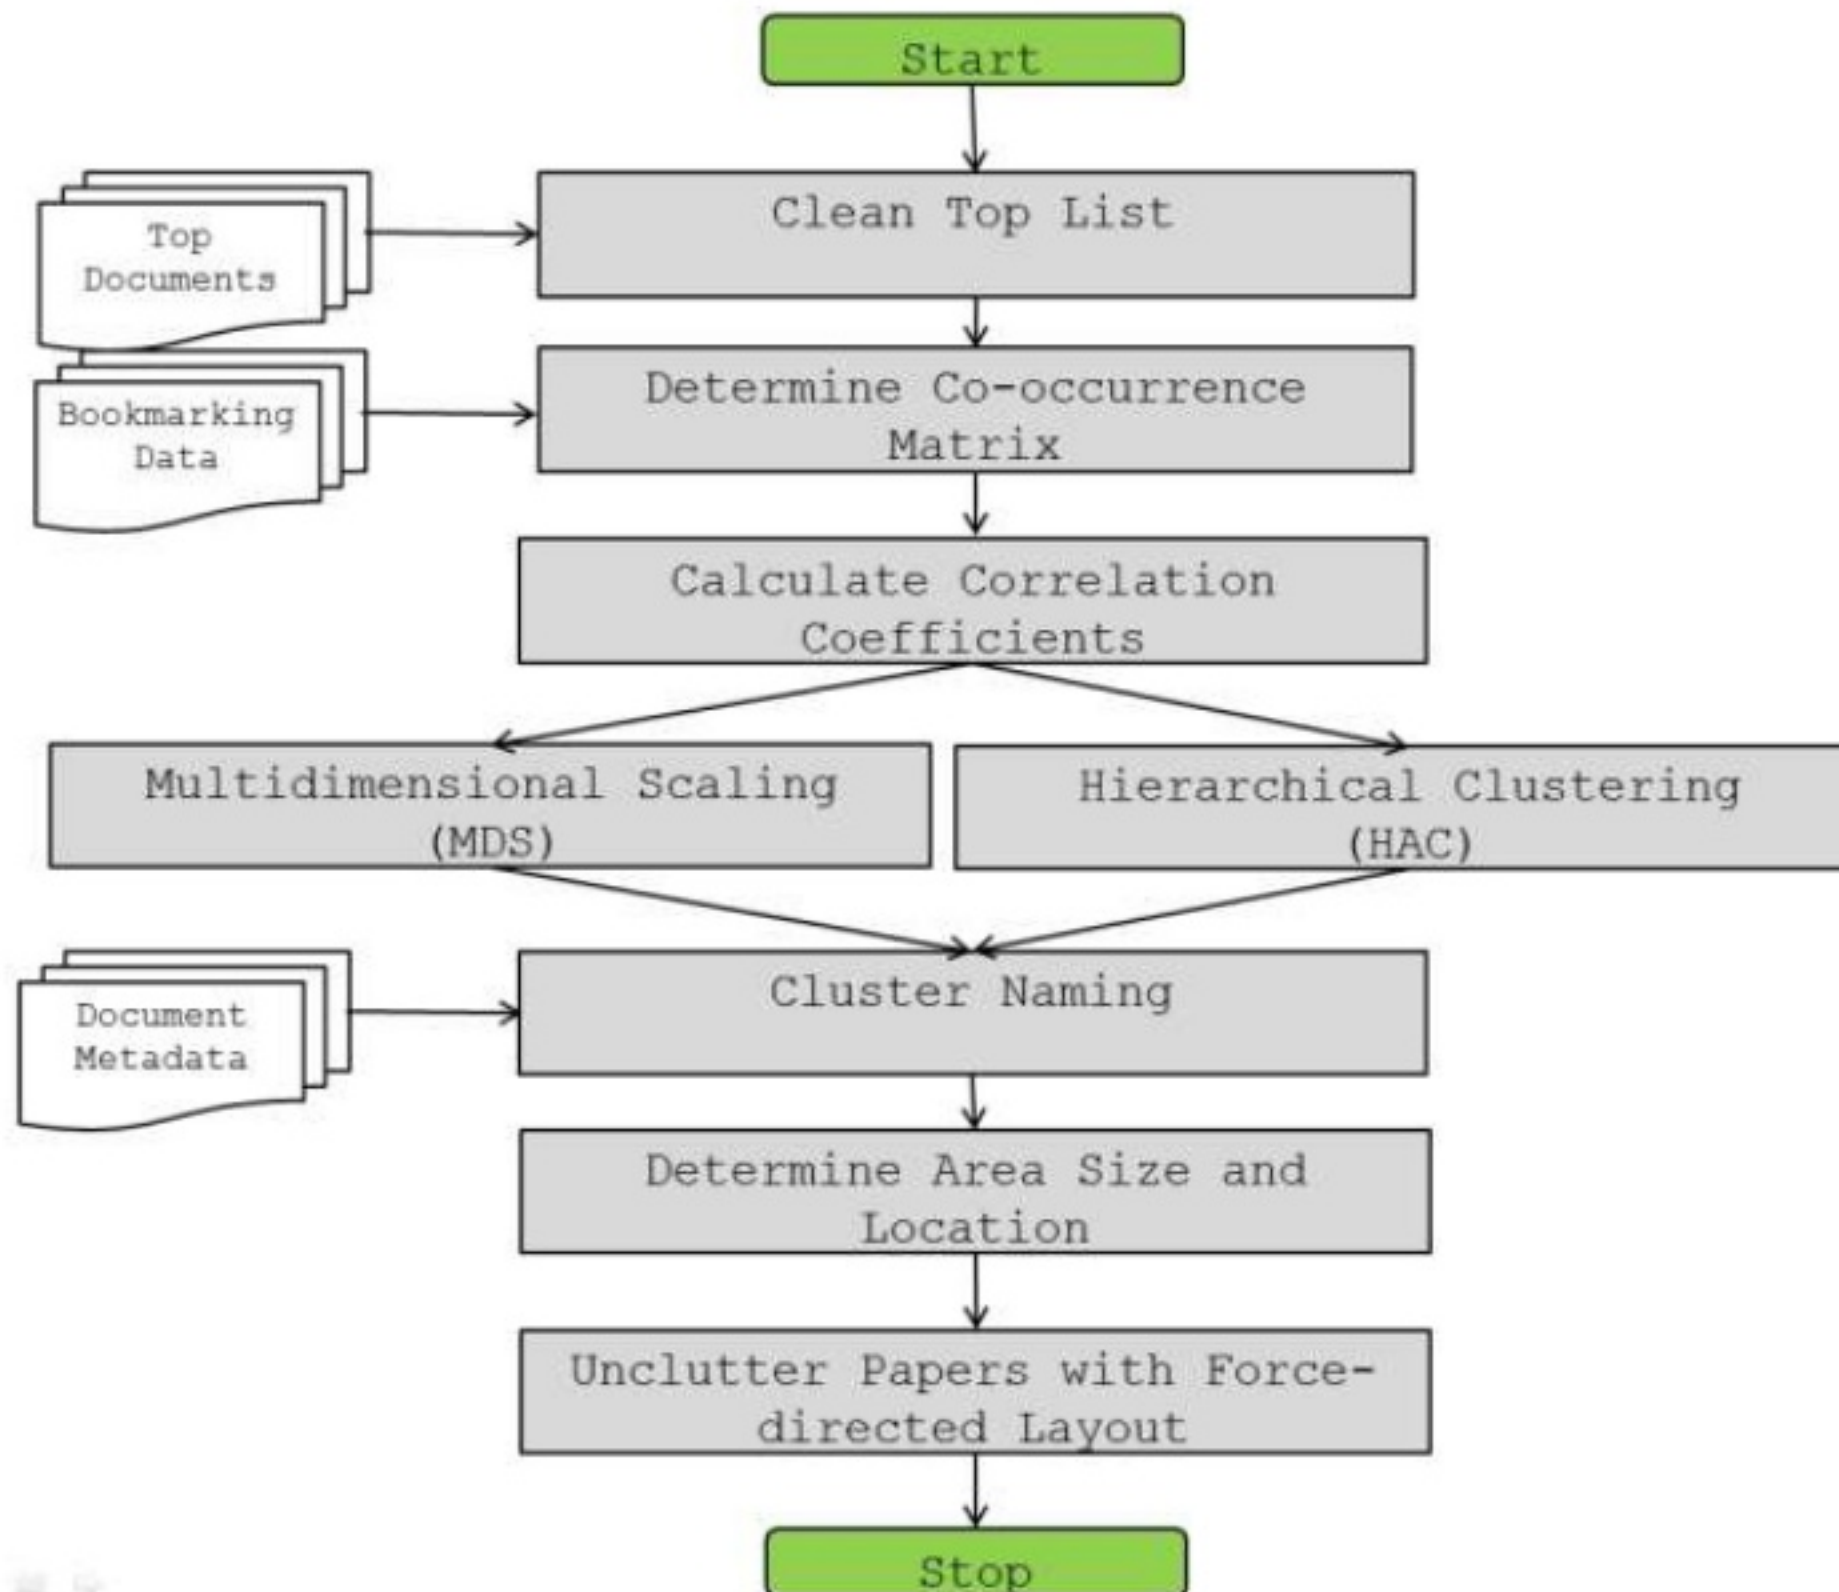 Start
Clean Top List
Top
Documents
Determine Co-occurrence
Matrix
Bookmarking
Data
Calculate Correlation
Coefficients
Multidimensional Scaling
(MDS)
Hierarchical Clustering
(HAC)
Cluster Naming
Document
Metadata
Determine Area Size and
Location
Unclutter Papers with Force-
directed Layout
Stop